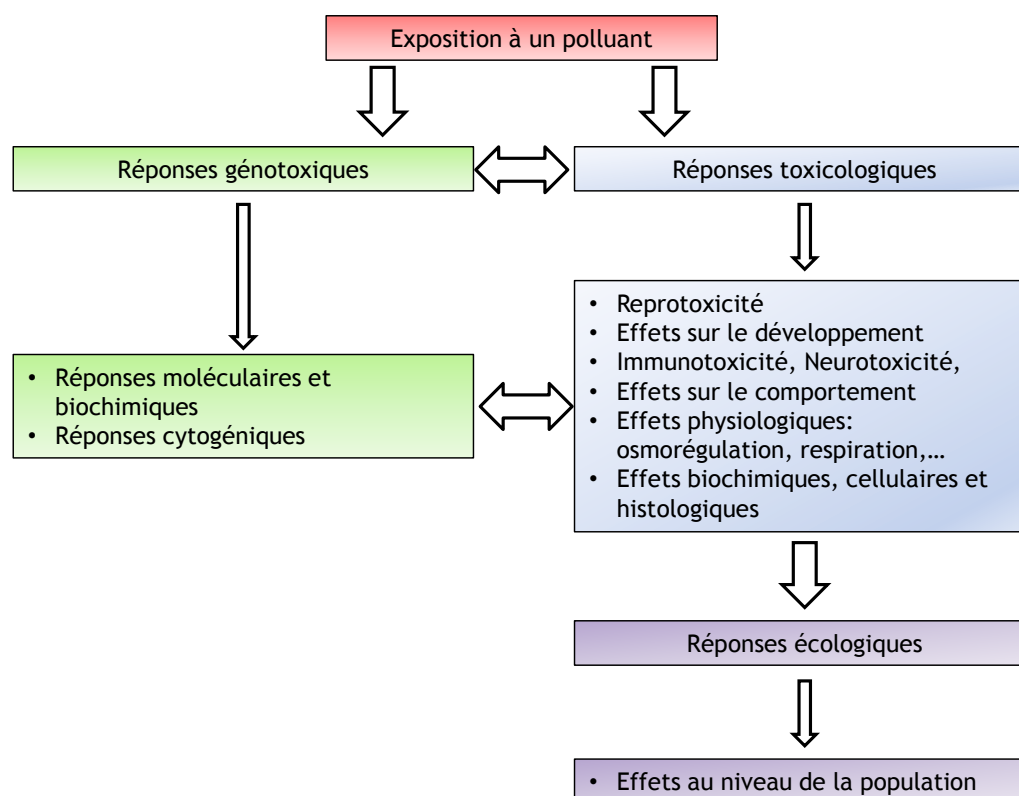 Exposition à un polluant
Réponses génotoxiques
Réponses toxicologiques
• Réponses moléculaires et
biochimiques
• Réponses cytogéniques
• Reprotoxicité
• Effets sur le développement
• Immunotoxicité, Neurotoxicité,
• Effets sur le comportement
• Effets physiologiques:
osmorégulation, respiration,…
• Effets biochimiques, cellulaires et
histologiques
Réponses écologiques
• Effets au niveau de la population